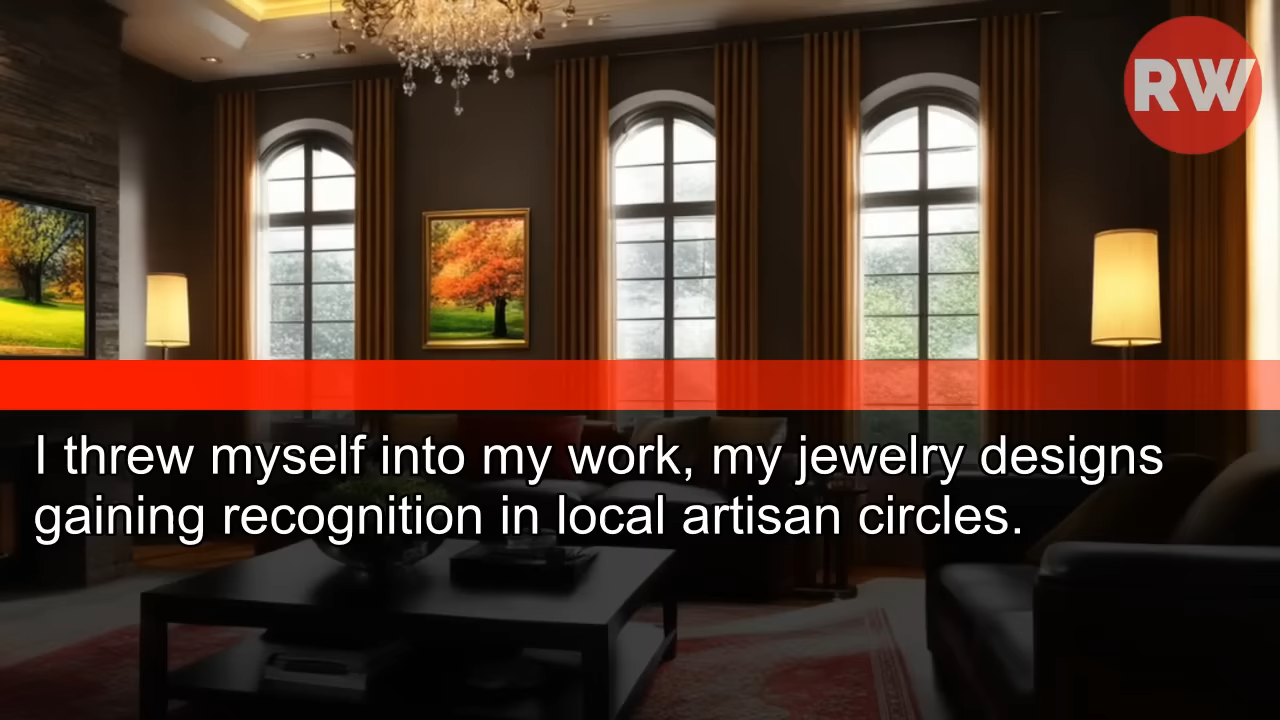 RW
I threw myself into my work, my jewelry designs
gaining recognition in local artisan circles.